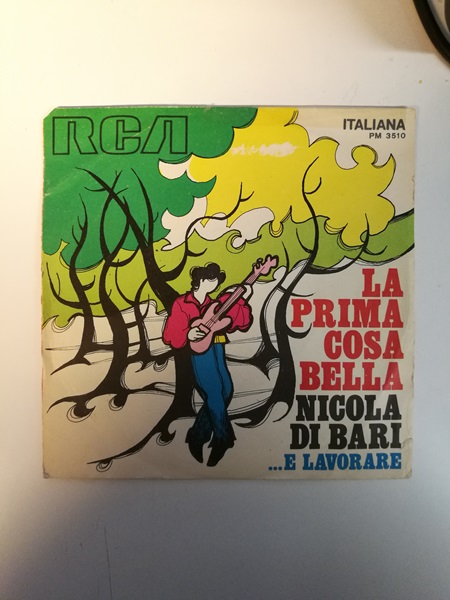 RCA
ITALIANA
PM 3510
LA
PRIMA
COSA
BELLA
NICOLA
DI BARI
...E LAVORARE